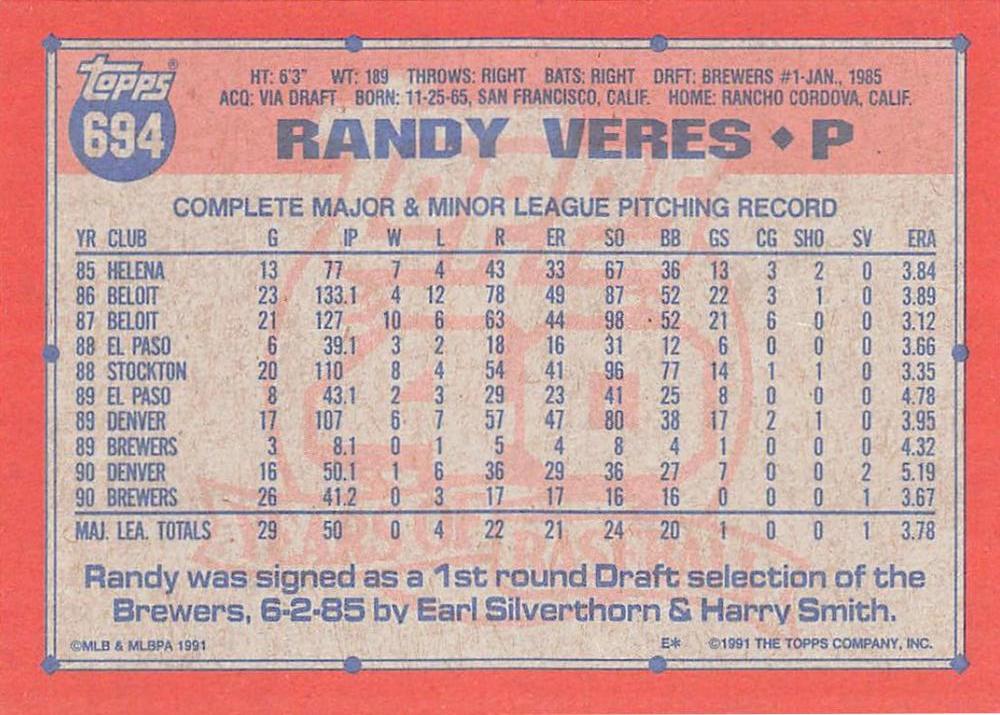 topps®
694
HT: 6'3" WT: 189 THROWS: RIGHT BATS: RIGHT DRFT: BREWERS #1-JAN., 1985
ACQ: VIA DRAFT BORN: 11-25-65, SAN FRANCISCO, CALIF. HOME: RANCHO CORDOVA, CALIF.
RANDY VERES ◆ P
COMPLETE MAJOR & MINOR LEAGUE PITCHING RECORD
YR CLUB G IP W L R ER SO BB GS CG SHO SV ERA
85 HELENA 13 77 7 4 43 33 67 36 13 3 2 0 3.84
86 BELOIT 23 133.1 4 12 78 49 87 52 22 3 1 0 3.89
87 BELOIT 21 127 10 6 63 44 98 52 21 6 0 0 3.12
88 EL PASO 6 39.1 3 2 18 16 31 12 6 0 0 0 3.66
88 STOCKTON 20 110 8 4 54 41 96 77 14 1 1 0 3.35
89 EL PASO 8 43.1 2 3 29 23 41 25 8 0 0 0 4.78
89 DENVER 17 107 6 7 57 47 80 38 17 2 1 0 3.95
89 BREWERS 3 8.1 0 1 5 4 8 4 1 0 0 0 4.32
90 DENVER 16 50.1 1 6 36 29 36 27 7 0 0 2 5.19
90 BREWERS 26 41.2 0 3 17 17 16 16 0 0 0 1 3.67
MAJ. LEA. TOTALS 29 50 0 4 22 21 24 20 1 0 0 1 3.78
TOPPS
40
YEARS OF BASEBALL
Randy was signed as a 1st round Draft selection of the
Brewers, 6-2-85 by Earl Silverthorn & Harry Smith.
©MLB & MLBPA 1991 E* ©1991 THE TOPPS COMPANY, INC.